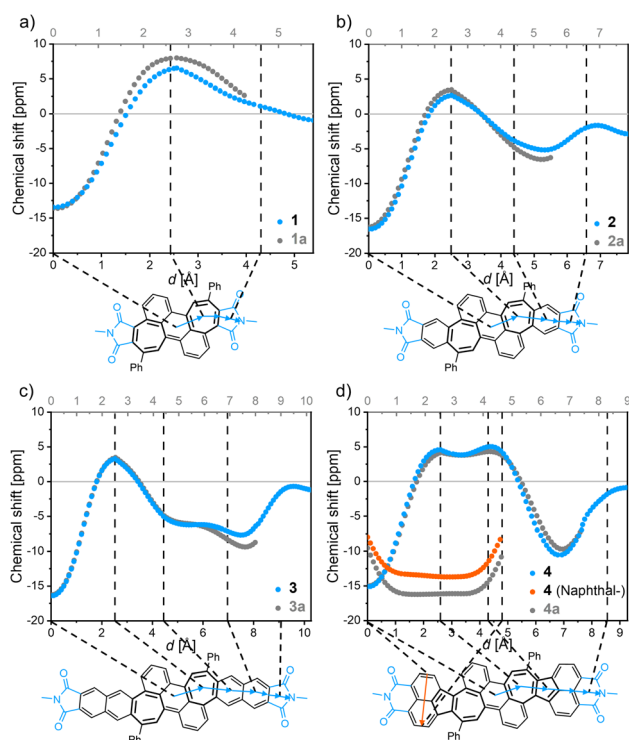 a)
0 1 2 3 4 5
Chemical shift [ppm]
10
5
0
-5
-10
-15
-20
1
1a
0 1 2 3 4 5
d [Å]
Ph
O
O
N
N
O
O
Ph
b)
0 1 2 3 4 5 6 7
Chemical shift [ppm]
10
5
0
-5
-10
-15
-20
2
2a
0 1 2 3 4 5 6 7
d [Å]
Ph
O
O
N
N
O
O
Ph
c)
0 1 2 3 4 5 6 7 8 9 10
Chemical shift [ppm]
10
5
0
-5
-10
-15
-20
3
3a
0 1 2 3 4 5 6 7 8 9 10
d [Å]
Ph
O
O
N
N
O
O
Ph
d)
0 1 2 3 4 5 6 7 8 9
Chemical shift [ppm]
10
5
0
-5
-10
-15
-20
4
4 (Naphthal-)
4a
0 1 2 3 4 5 6 7 8 9
d [Å]
Ph
O
O
N
N
O
O
Ph